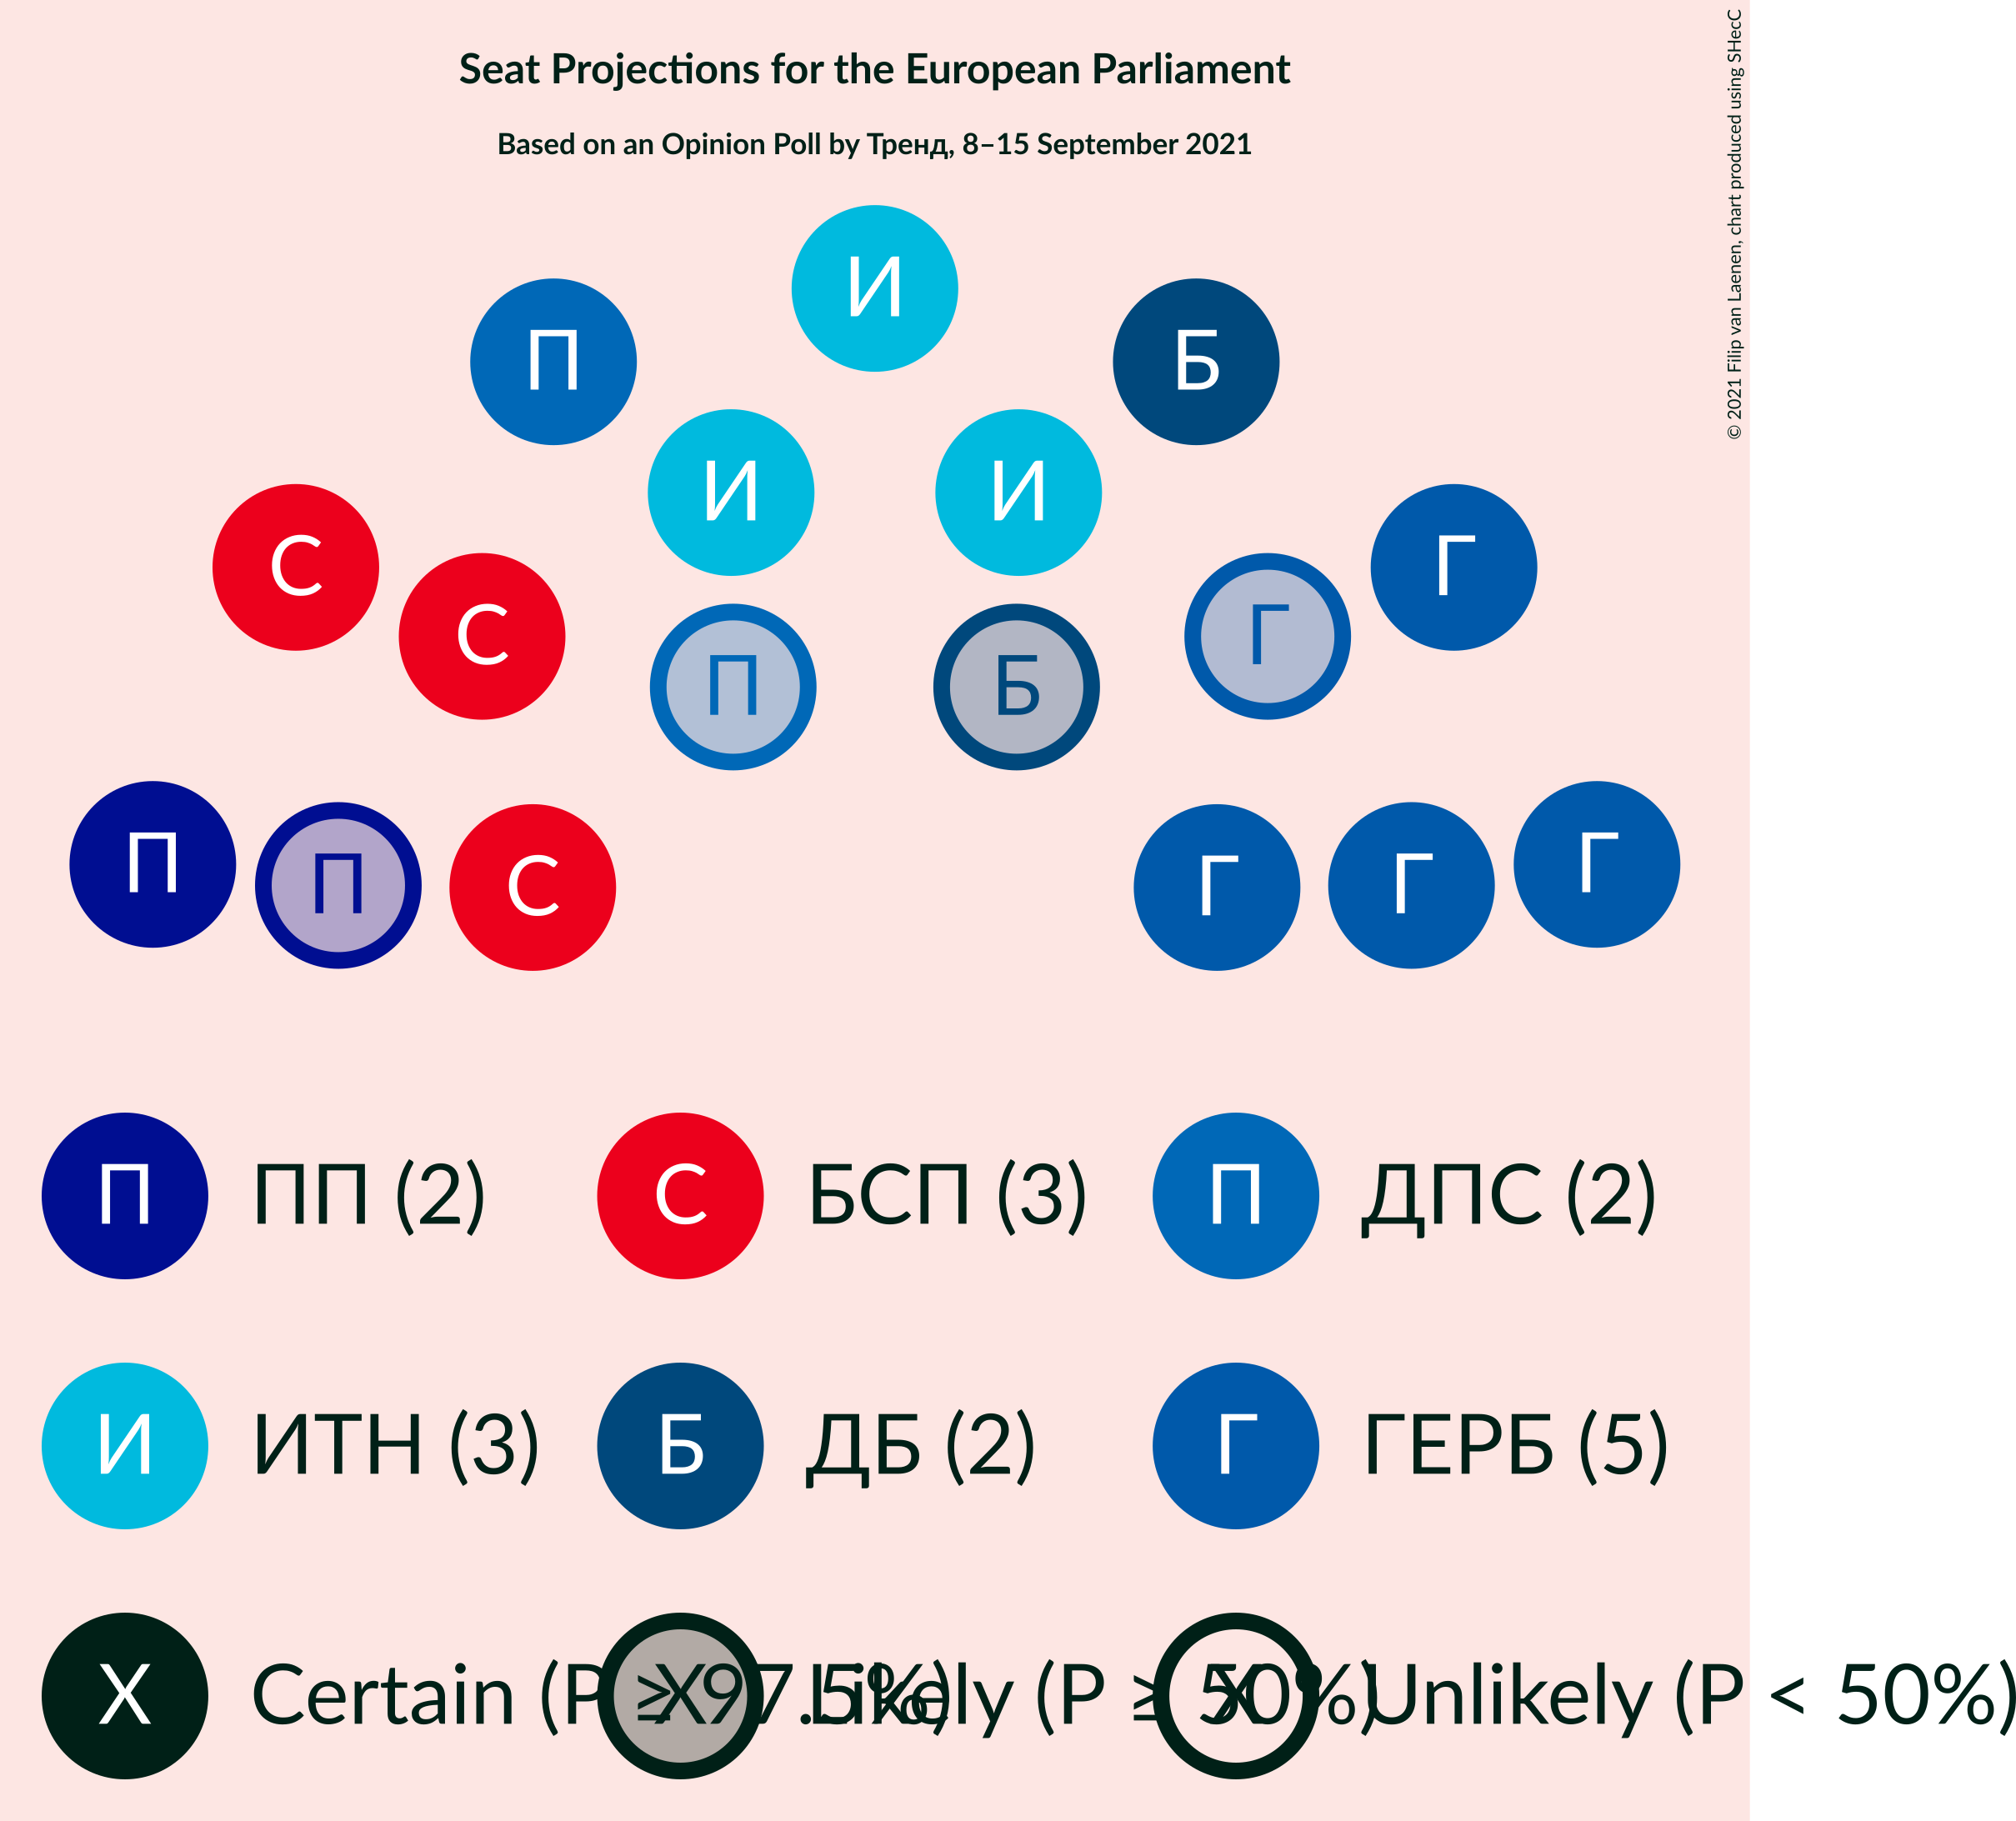 Seat Projections for the European Parliament
Based on an Opinion Poll by Тренд, 8–15 September 2021
© 2021 Filip van Laenen, chart produced using SHecC
И
П
Б
И
И
С
Г
С
Г
П
Б
П
Г
П
Г
С
Г
П ПП (2)
С БСП (3)
П ДПС (2)
И ИТН (3)
Б ДБ (2)
Г ГЕРБ (5)
X Certain (P ≥ 97.5%)
X Likely (P ≥ 50%)
X Unlikely (P < 50%)